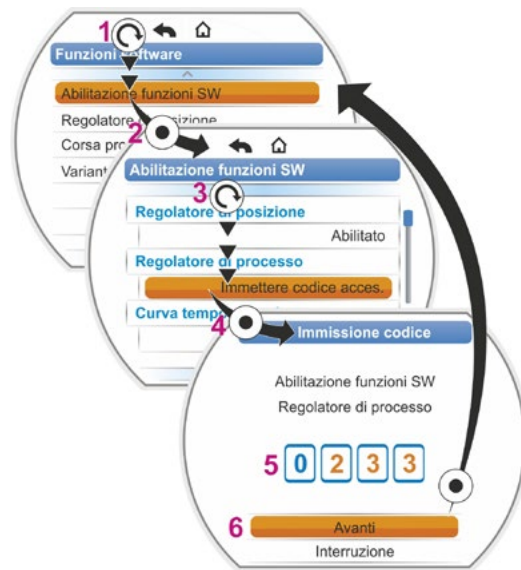 1
Funzioni software
Abilitazione funzioni SW
Regolatore posizione
2
Corsa pro
Variant
Abilitazione funzioni SW
3
Regolatore di posizione
Abilitato
Regolatore di processo
Immettere codice acces.
Curva temp
4
Immissione codice
Abilitazione funzioni SW
Regolatore di processo
5 0 2 3 3
6 Avanti
Interruzione